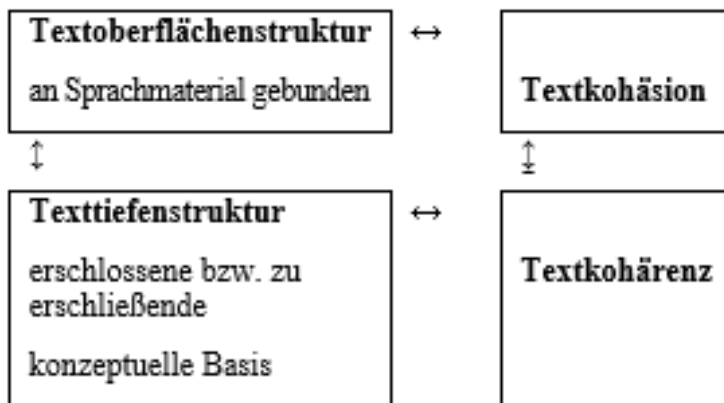 Textoberflächenstruktur ↔
an Sprachmaterial gebunden
Textkohäsion
↕ ↨
Texttiefenstruktur ↔
erschlossene bzw. zu
erschließende
konzeptuelle Basis
Textkohärenz